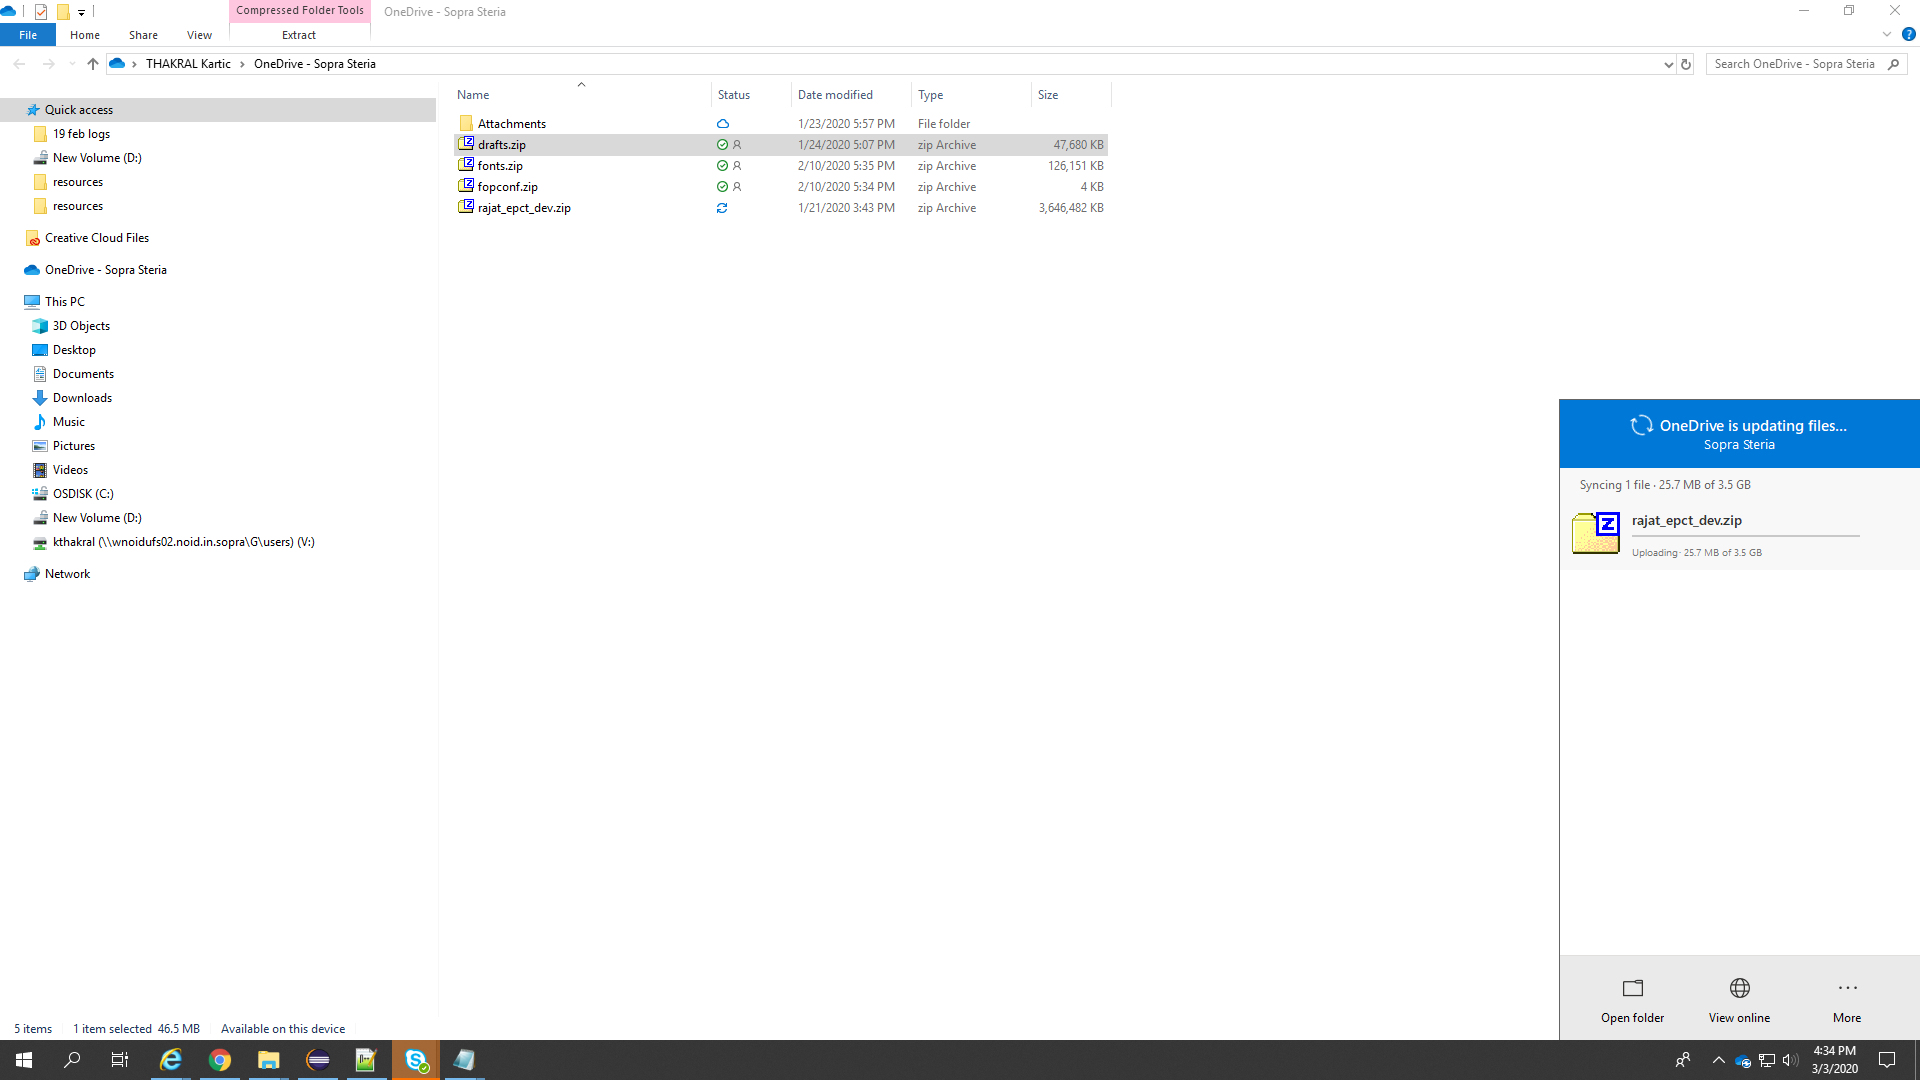 Compressed Folder Tools
OneDrive - Sopra Steria
File Home Share View Extract
THAKRAL Kartic › OneDrive - Sopra Steria
Search OneDrive - Sopra Steria
Name Status Date modified Type Size
Attachments 1/23/2020 5:57 PM File folder
drafts.zip 1/24/2020 5:07 PM zip Archive 47,680 KB
fonts.zip 2/10/2020 5:35 PM zip Archive 126,151 KB
fopconf.zip 2/10/2020 5:34 PM zip Archive 4 KB
rajat_epct_dev.zip 1/21/2020 3:43 PM zip Archive 3,646,482 KB
Quick access
19 feb logs
New Volume (D:)
resources
resources
Creative Cloud Files
OneDrive - Sopra Steria
This PC
3D Objects
Desktop
Documents
Downloads
Music
Pictures
Videos
OSDISK (C:)
New Volume (D:)
kthakral (\\wnoidufs02.noid.in.sopra\G\users) (V:)
Network
OneDrive is updating files...
Sopra Steria
Syncing 1 file · 25.7 MB of 3.5 GB
rajat_epct_dev.zip
Uploading · 25.7 MB of 3.5 GB
Open folder View online More
5 items 1 item selected 46.5 MB Available on this device
4:34 PM
3/3/2020